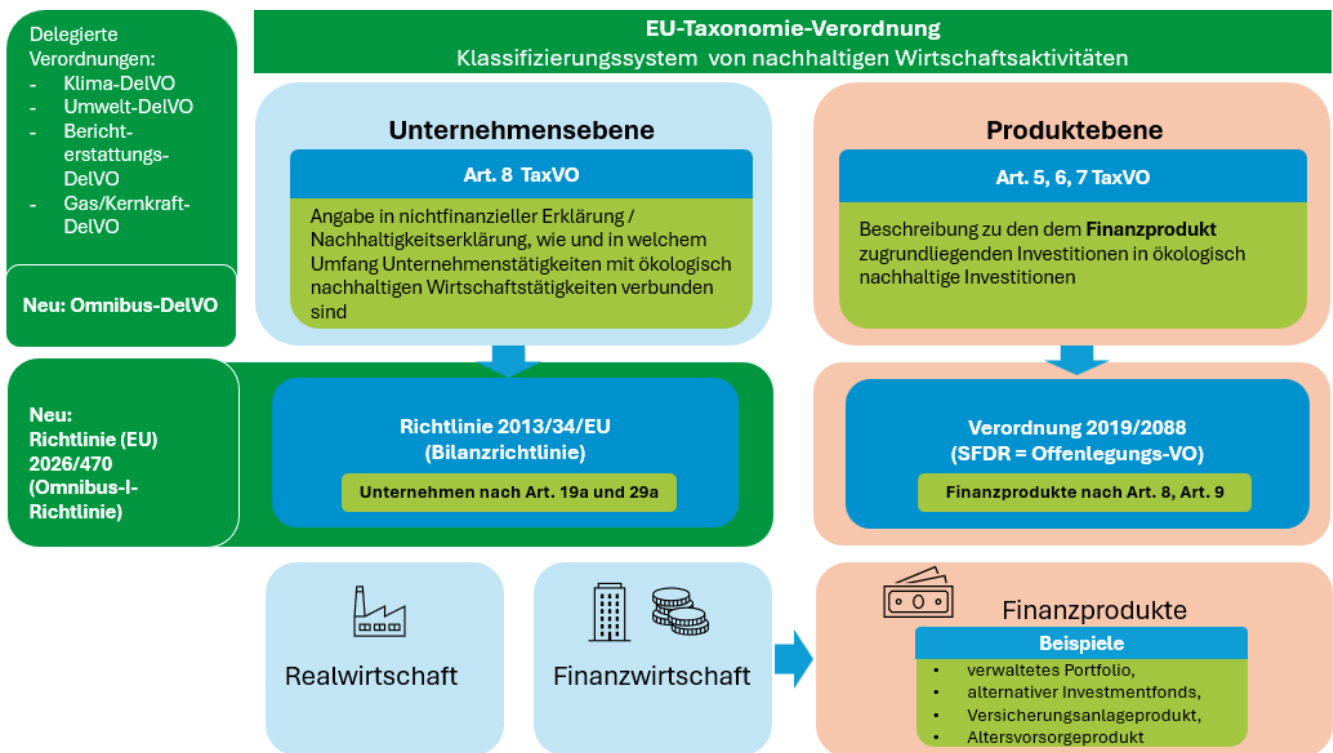 Delegierte
Verordnungen:
- Klima-DelVO
- Umwelt-DelVO
- Bericht-
erstattungs-
DelVO
- Gas/Kernkraft-
DelVO
Neu: Omnibus-DelVO
EU-Taxonomie-Verordnung
Klassifizierungssystem von nachhaltigen Wirtschaftsaktivitäten
Unternehmensebene
Art. 8 TaxVO
Angabe in nichtfinanzieller Erklärung /
Nachhaltigkeitserklärung, wie und in welchem
Umfang Unternehmenstätigkeiten mit ökologisch
nachhaltigen Wirtschaftstätigkeiten verbunden
sind
Produktebene
Art. 5, 6, 7 TaxVO
Beschreibung zu den dem Finanzprodukt
zugrundliegenden Investitionen in ökologisch
nachhaltige Investitionen
Neu:
Richtlinie (EU)
2026/470
(Omnibus-I-
Richtlinie)
Richtlinie 2013/34/EU
(Bilanzrichtlinie)
Unternehmen nach Art. 19a und 29a
Verordnung 2019/2088
(SFDR = Offenlegungs-VO)
Finanzprodukte nach Art. 8, Art. 9
Realwirtschaft
Finanzwirtschaft
Finanzprodukte
Beispiele
• verwaltetes Portfolio,
• alternativer Investmentfonds,
• Versicherungsanlageprodukt,
• Altersvorsorgeprodukt